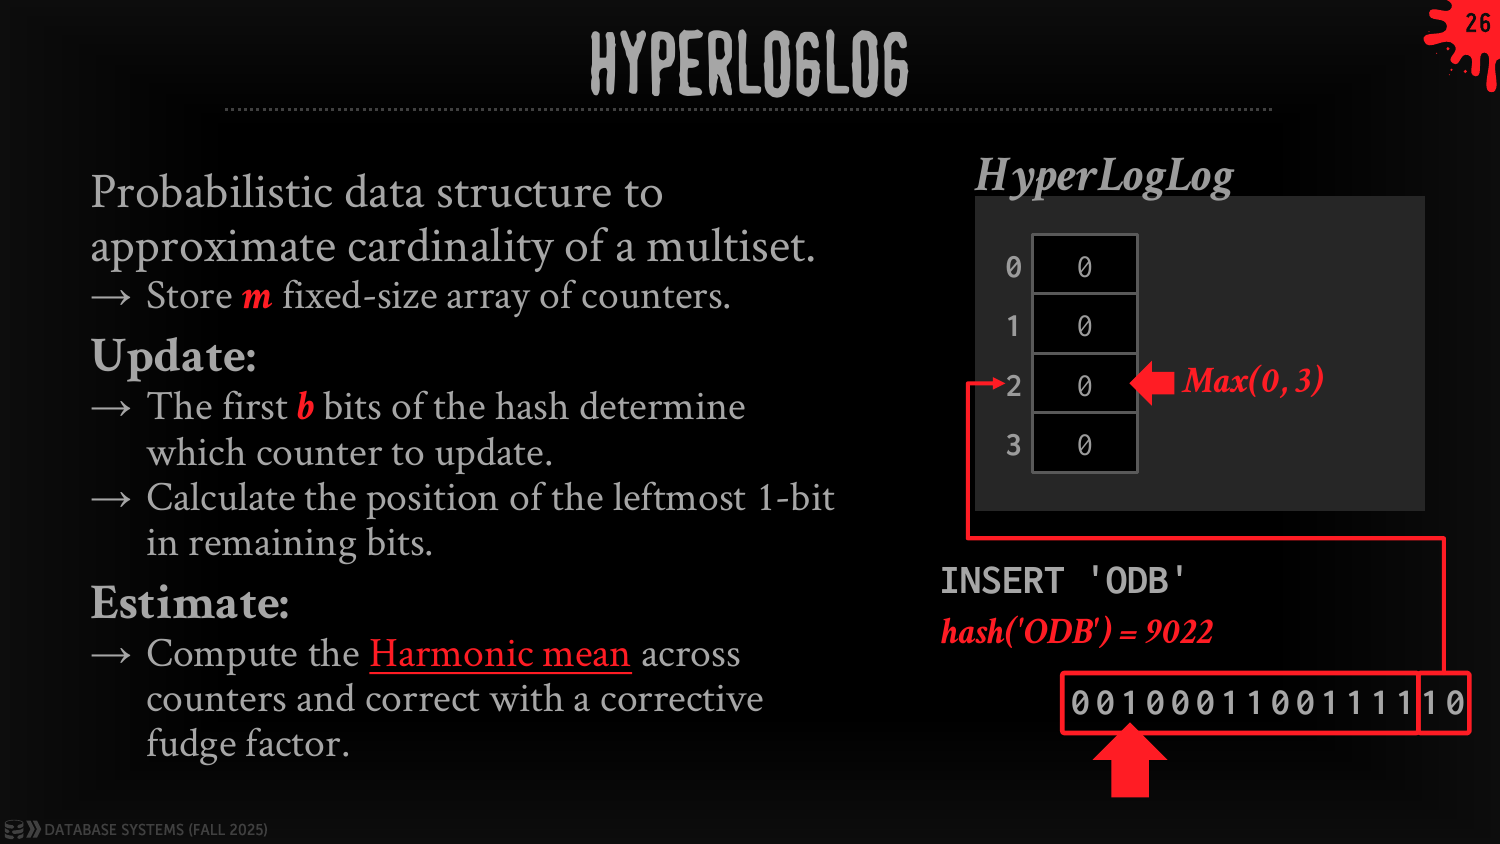 26
HYPERLOGLOG
Probabilistic data structure to
approximate cardinality of a multiset.
→ Store m fixed-size array of counters.
Update:
→ The first b bits of the hash determine
which counter to update.
→ Calculate the position of the leftmost 1-bit
in remaining bits.
Estimate:
→ Compute the Harmonic mean across
counters and correct with a corrective
fudge factor.
HyperLogLog
0 0
1 0
2 0 Max(0, 3)
3 0
INSERT 'ODB'
hash('ODB') = 9022
0010001100111110
DATABASE SYSTEMS (FALL 2025)